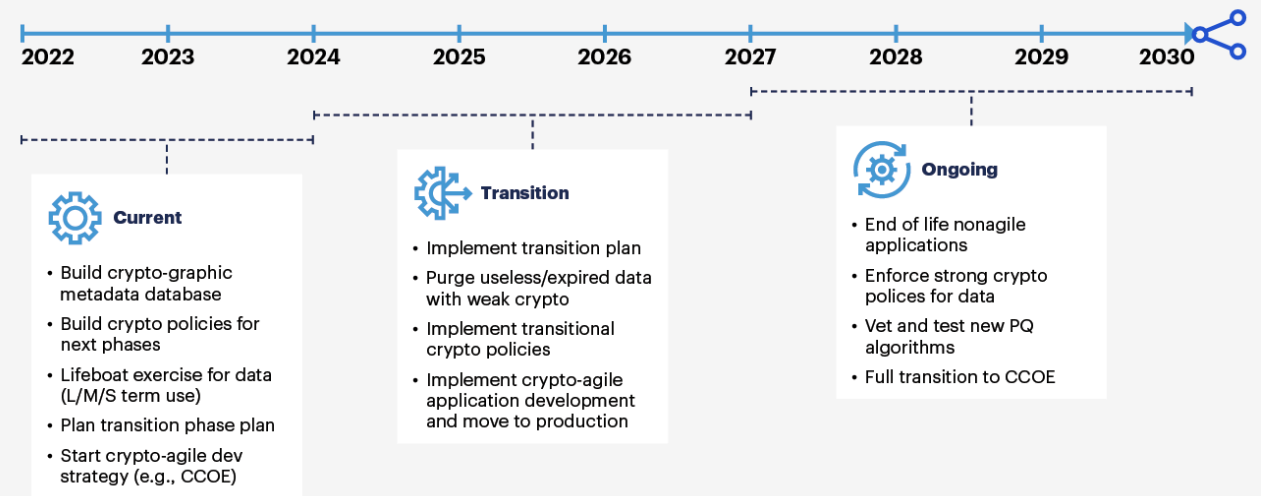 2022 2023 2024 2025 2026 2027 2028 2029 2030
Current
• Build crypto-graphic
metadata database
• Build crypto policies for
next phases
• Lifeboat exercise for data
(L/M/S term use)
• Plan transition phase plan
• Start crypto-agile dev
strategy (e.g., CCOE)
Transition
• Implement transition plan
• Purge useless/expired data
with weak crypto
• Implement transitional
crypto policies
• Implement crypto-agile
application development
and move to production
Ongoing
• End of life nonagile
applications
• Enforce strong crypto
polices for data
• Vet and test new PQ
algorithms
• Full transition to CCOE